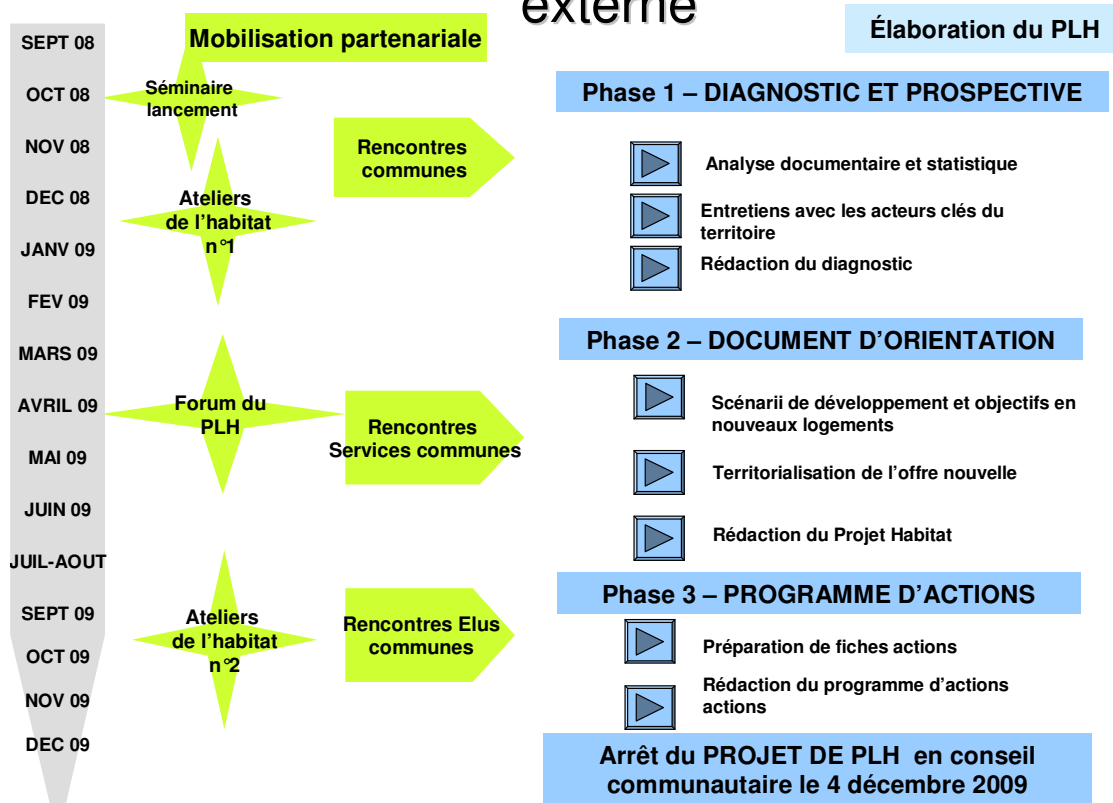 externe
Élaboration du PLH
SEPT 08
OCT 08
NOV 08
DEC 08
JANV 09
FEV 09
MARS 09
AVRIL 09
MAI 09
JUIN 09
JUIL-AOUT
SEPT 09
OCT 09
NOV 09
DEC 09
Mobilisation partenariale
Séminaire
lancement
Rencontres
communes
Ateliers
de l'habitat
n°1
Forum du
PLH
Rencontres
Services communes
Ateliers
de l'habitat
n°2
Rencontres Elus
communes
Phase 1 – DIAGNOSTIC ET PROSPECTIVE
Analyse documentaire et statistique
Entretiens avec les acteurs clés du
territoire
Rédaction du diagnostic
Phase 2 – DOCUMENT D'ORIENTATION
Scénarii de développement et objectifs en
nouveaux logements
Territorialisation de l'offre nouvelle
Rédaction du Projet Habitat
Phase 3 – PROGRAMME D'ACTIONS
Préparation de fiches actions
Rédaction du programme d'actions
actions
Arrêt du PROJET DE PLH en conseil
communautaire le 4 décembre 2009